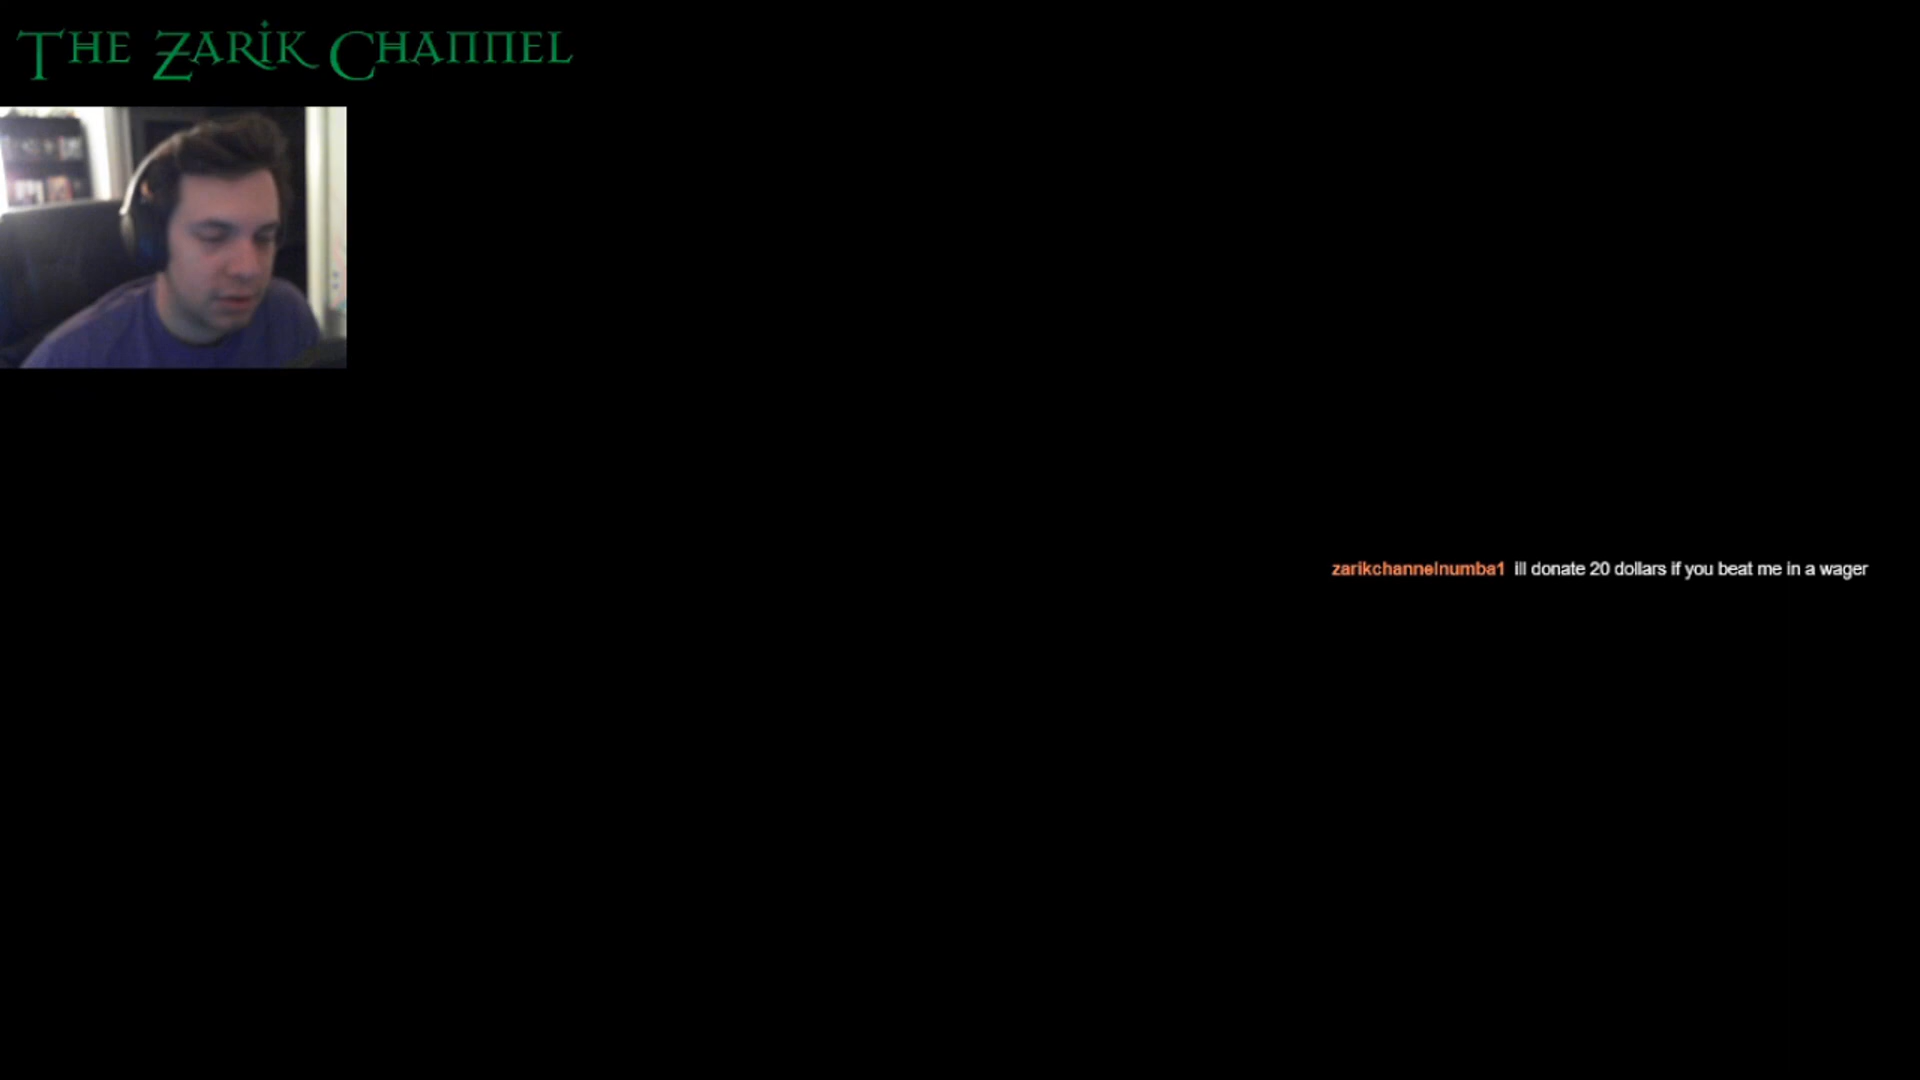 The Zarik Channel
zarikchannelnumba1 ill donate 20 dollars if you beat me in a wager